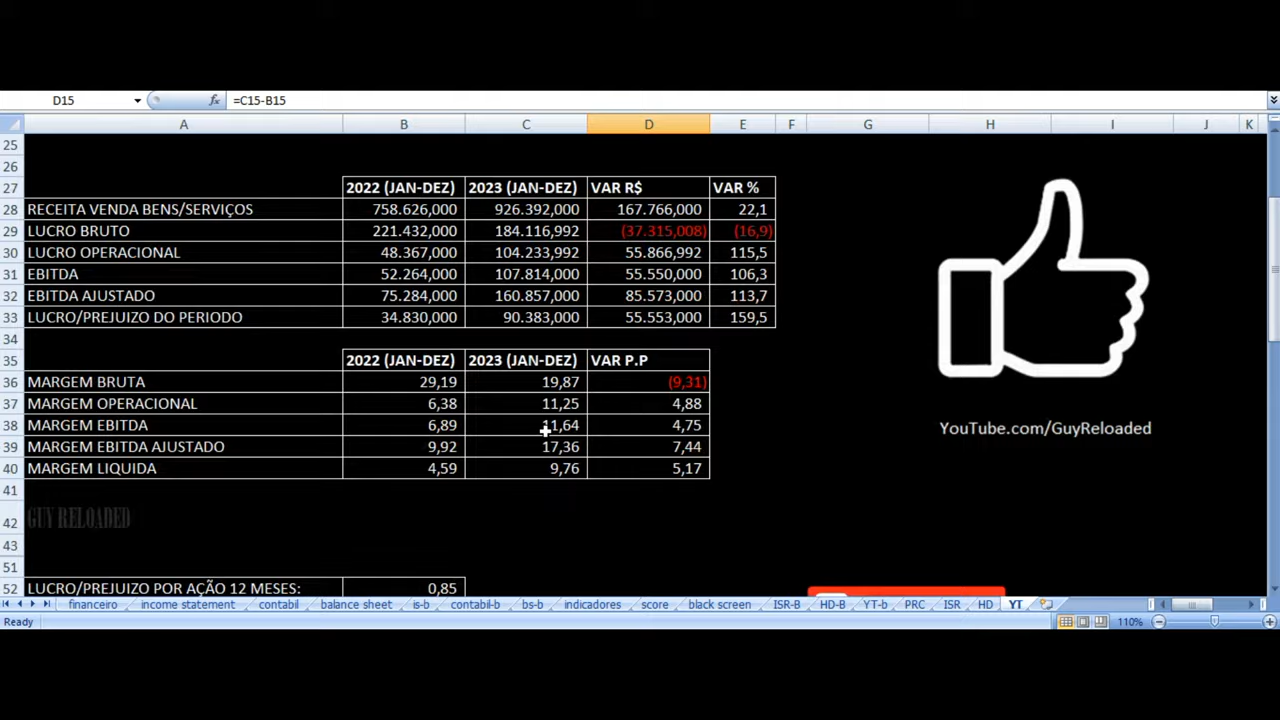 D15 fx =C15-B15
A B C D E F G H I J K
25
26
27 2022 (JAN-DEZ) 2023 (JAN-DEZ) VAR R$ VAR %
28 RECEITA VENDA BENS/SERVIÇOS 758.626,000 926.392,000 167.766,000 22,1
29 LUCRO BRUTO 221.432,000 184.116,992 (37.315,008) (16,9)
30 LUCRO OPERACIONAL 48.367,000 104.233,992 55.866,992 115,5
31 EBITDA 52.264,000 107.814,000 55.550,000 106,3
32 EBITDA AJUSTADO 75.284,000 160.857,000 85.573,000 113,7
33 LUCRO/PREJUIZO DO PERIODO 34.830,000 90.383,000 55.553,000 159,5
34
35 2022 (JAN-DEZ) 2023 (JAN-DEZ) VAR P.P
36 MARGEM BRUTA 29,19 19,87 (9,31)
37 MARGEM OPERACIONAL 6,38 11,25 4,88
38 MARGEM EBITDA 6,89 11,64 4,75
39 MARGEM EBITDA AJUSTADO 9,92 17,36 7,44
40 MARGEM LIQUIDA 4,59 9,76 5,17
YouTube.com/GuyReloaded
41
42 GUY RELOADED
43
51
52 LUCRO/PREJUIZO POR AÇÃO 12 MESES: 0,85
financeiro income statement contabil balance sheet is-b contabil-b bs-b indicadores score black screen ISR-B HD-B YT-b PRC ISR HD YT
Ready 110%